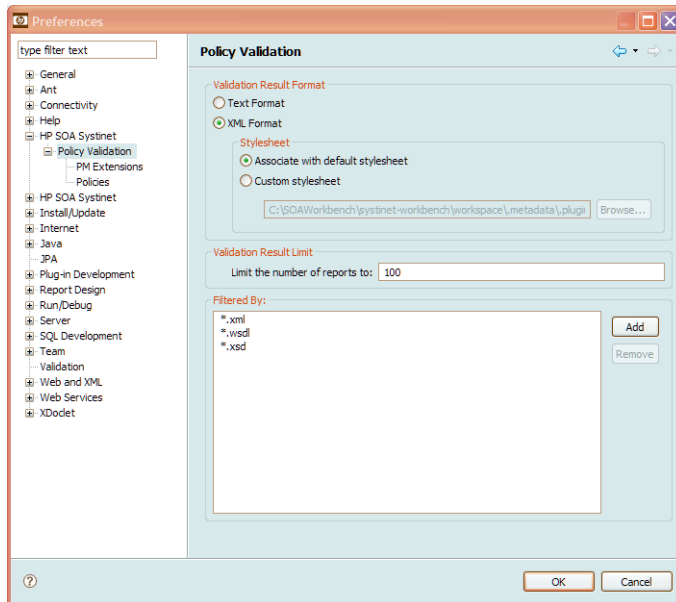 Preferences
type filter text
General
Ant
Connectivity
Help
HP SOA Systinet
Policy Validation
PM Extensions
Policies
HP SOA Systinet
Install/Update
Internet
Java
JPA
Plug-in Development
Report Design
Run/Debug
Server
SQL Development
Team
Validation
Web and XML
Web Services
XDoclet
Policy Validation
Validation Result Format
Text Format
XML Format
Stylesheet
Associate with default stylesheet
Custom stylesheet
C:\SOAWorkbench\systinet-workbench\workspace\.metadata\.plugin
Browse...
Validation Result Limit
Limit the number of reports to: 100
Filtered By:
*.xml
*.wsdl
*.xsd
Add
Remove
OK
Cancel